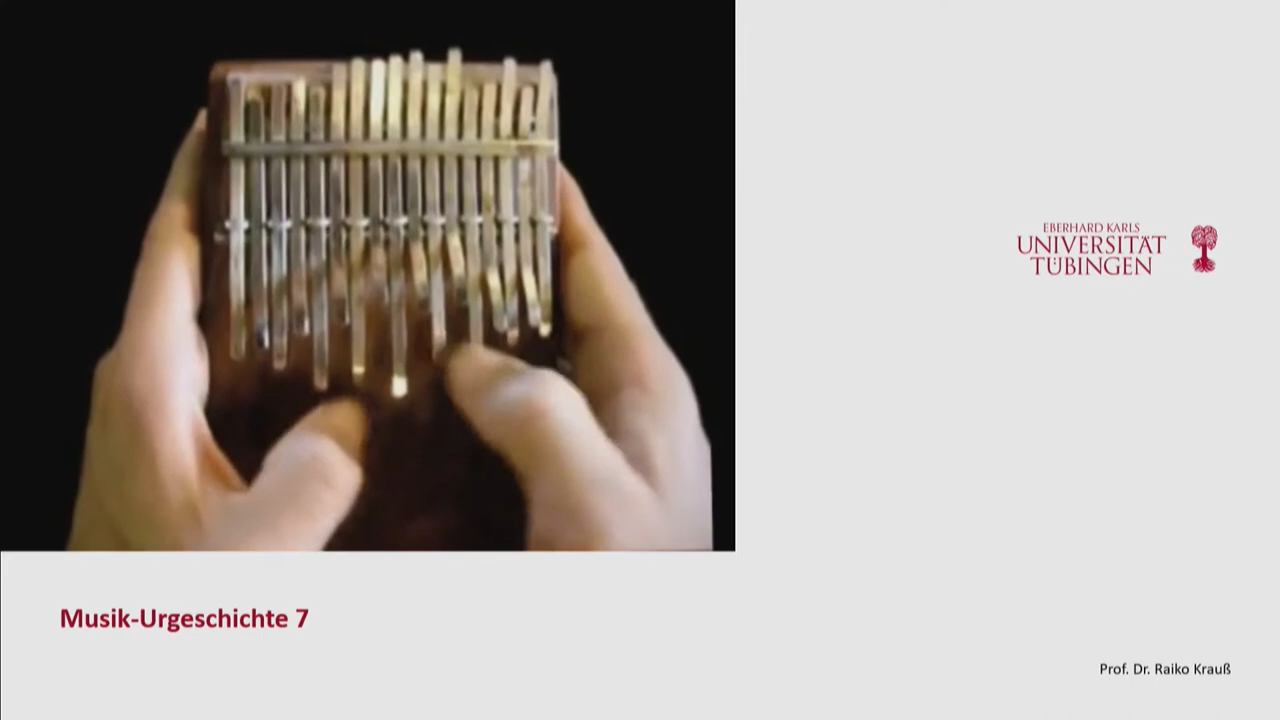 EBERHARD KARLS
UNIVERSITÄT
TÜBINGEN
Musik-Urgeschichte 7
Prof. Dr. Raiko Krauß